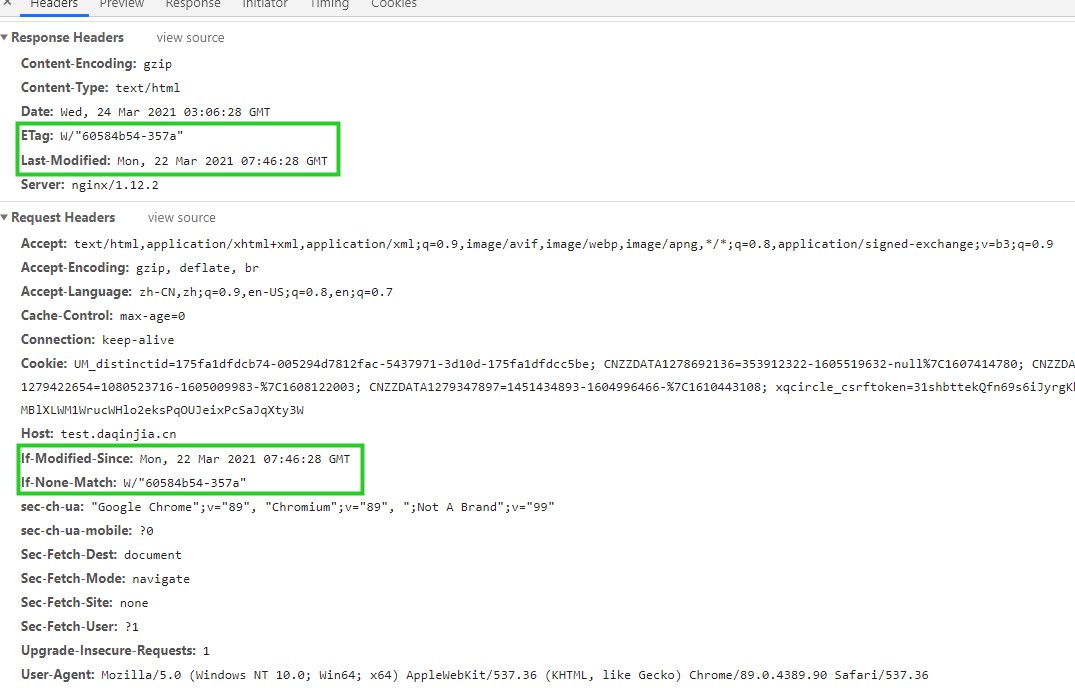 Headers Preview Response Initiator Timing Cookies
Response Headers view source
Content-Encoding: gzip
Content-Type: text/html
Date: Wed, 24 Mar 2021 03:06:28 GMT
ETag: W/"60584b54-357a"
Last-Modified: Mon, 22 Mar 2021 07:46:28 GMT
Server: nginx/1.12.2
Request Headers view source
Accept: text/html,application/xhtml+xml,application/xml;q=0.9,image/avif,image/webp,image/apng,*/*;q=0.8,application/signed-exchange;v=b3;q=0.9
Accept-Encoding: gzip, deflate, br
Accept-Language: zh-CN,zh;q=0.9,en-US;q=0.8,en;q=0.7
Cache-Control: max-age=0
Connection: keep-alive
Cookie: UM_distinctid=175fa1dfdcb74-005294d7812fac-5437971-3d10d-175fa1dfdcc5be; CNZZDATA1278692136=353912322-1605519632-null%7C1607414780; CNZZDA
1279422654=1080523716-1605009983-%7C1608122003; CNZZDATA1279347897=1451434893-1604996466-%7C1610443108; xqcircle_csrftoken=31shbttekQfn69s6iJyrgK
MBlXLWM1WrucWHlo2eksPqOUJeixPcSaJqXty3W
Host: test.daqinjia.cn
If-Modified-Since: Mon, 22 Mar 2021 07:46:28 GMT
If-None-Match: W/"60584b54-357a"
sec-ch-ua: "Google Chrome";v="89", "Chromium";v="89", ";Not A Brand";v="99"
sec-ch-ua-mobile: ?0
Sec-Fetch-Dest: document
Sec-Fetch-Mode: navigate
Sec-Fetch-Site: none
Sec-Fetch-User: ?1
Upgrade-Insecure-Requests: 1
User-Agent: Mozilla/5.0 (Windows NT 10.0; Win64; x64) AppleWebKit/537.36 (KHTML, like Gecko) Chrome/89.0.4389.90 Safari/537.36